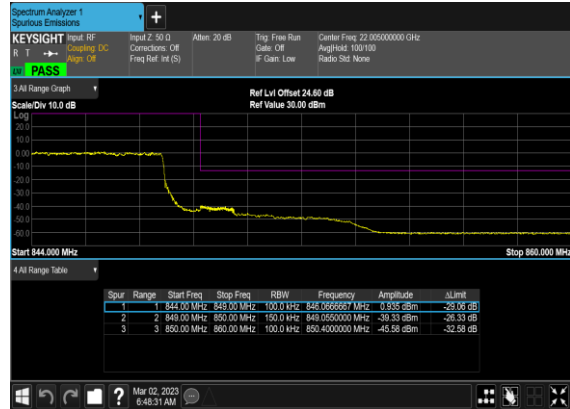 Spectrum Analyzer 1
Spurious Emissions
+
KEYSIGHT Input: RF
R T Coupling: DC
Align: Off
LXI PASS
Input Z: 50 Ω
Corrections: Off
Freq Ref: Int (S)
Atten: 20 dB
Trig: Free Run
Gate: Off
IF Gain: Low
Center Freq: 22.005000000 GHz
Avg|Hold: 100/100
Radio Std: None
3 All Range Graph
Scale/Div 10.0 dB
Ref Lvl Offset 24.60 dB
Ref Value 30.00 dBm
Log
20.0
10.0
0.00
-10.0
-20.0
-30.0
-40.0
-50.0
-60.0
Start 844.000 MHz Stop 860.000 MHz
4 All Range Table
Spur Range Start Freq Stop Freq RBW Frequency Amplitude ΔLimit
1 1 844.00 MHz 849.00 MHz 100.0 kHz 846.0666667 MHz 0.935 dBm -29.06 dB
2 2 849.00 MHz 850.00 MHz 150.0 kHz 849.0550000 MHz -39.33 dBm -26.33 dB
3 3 850.00 MHz 860.00 MHz 100.0 kHz 850.4000000 MHz -45.58 dBm -32.58 dB
? Mar 02, 2023
6:48:31 AM